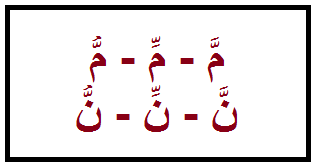 مَّ - مِّ - مُّ
نَّ - نِّ - نُّ